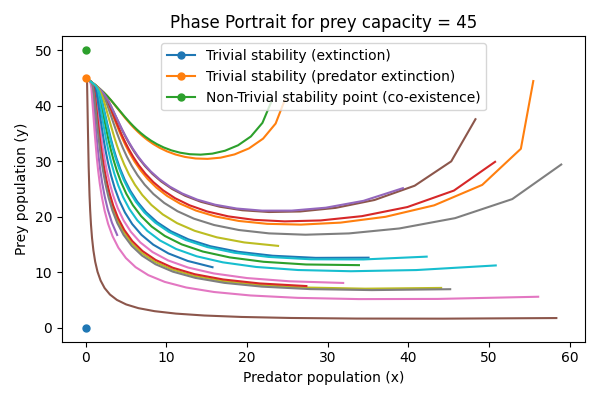 Phase Portrait for prey capacity = 45
Trivial stability (extinction)
Trivial stability (predator extinction)
Non-Trivial stability point (co-existence)
Prey population (y)
50
40
30
20
10
0
0 10 20 30 40 50 60
Predator population (x)